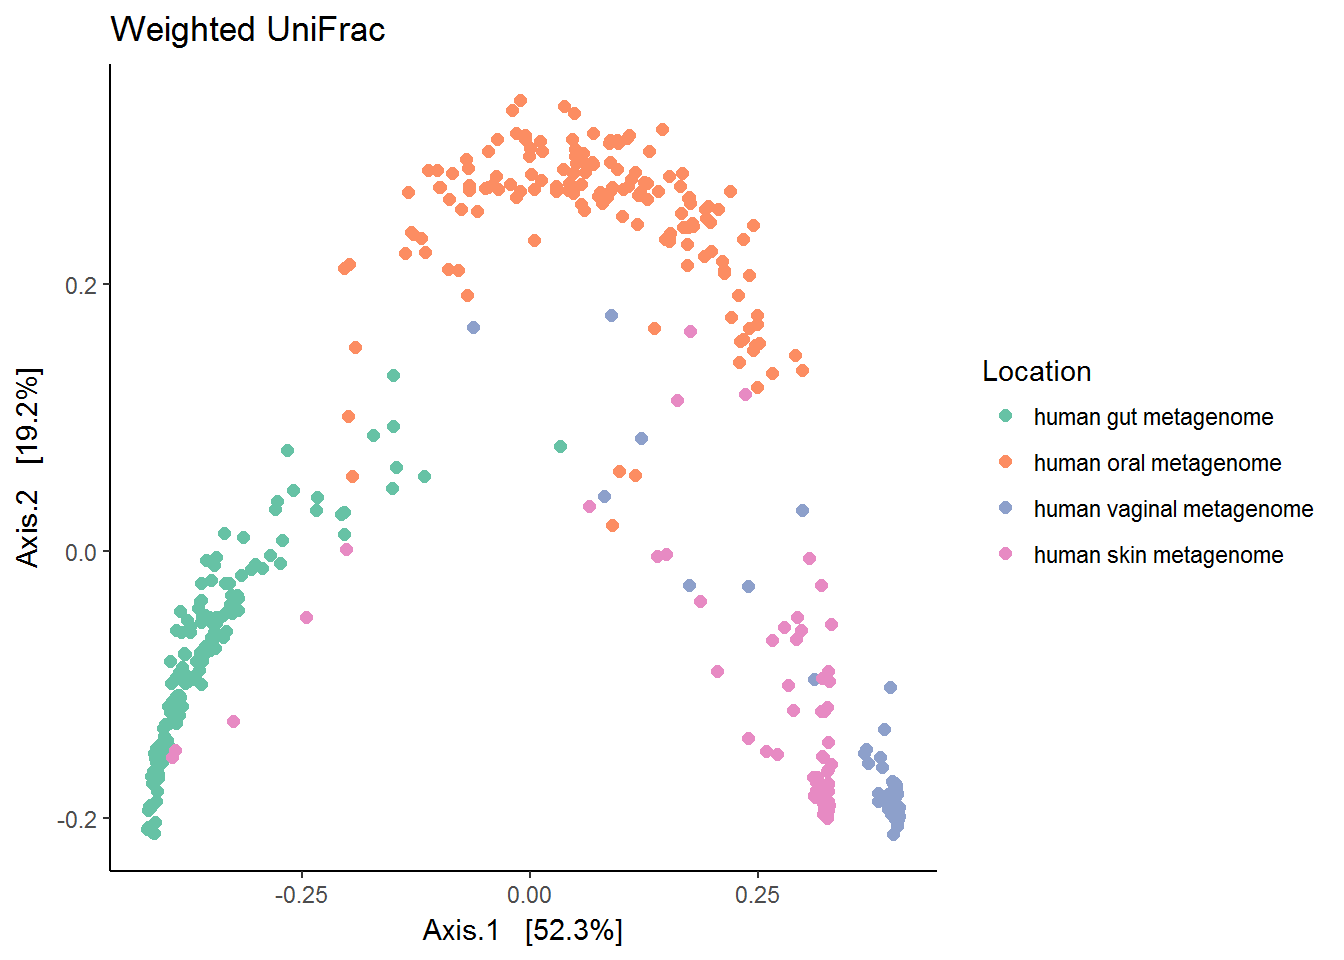 Weighted UniFrac
Axis.2 [19.2%]
0.2
0.0
-0.2
-0.25
0.00
0.25
Axis.1 [52.3%]
Location
human gut metagenome
human oral metagenome
human vaginal metagenome
human skin metagenome